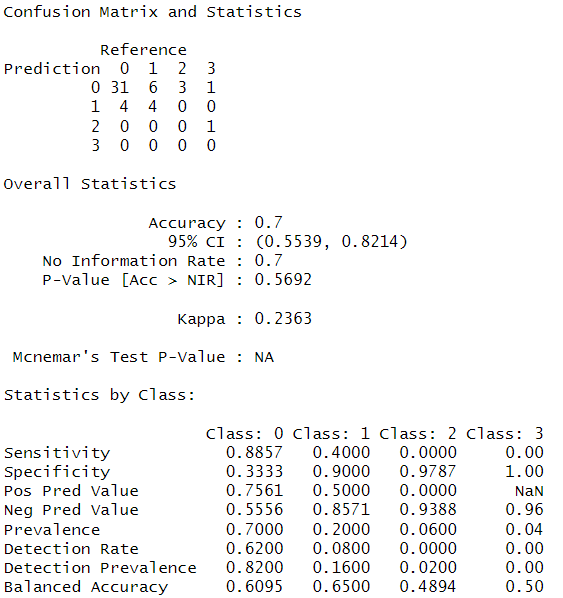 Confusion Matrix and Statistics
Reference
Prediction 0 1 2 3
0 31 6 3 1
1 4 4 0 0
2 0 0 0 1
3 0 0 0 0
Overall Statistics
Accuracy : 0.7
95% CI : (0.5539, 0.8214)
No Information Rate : 0.7
P-Value [Acc > NIR] : 0.5692
Kappa : 0.2363
Mcnemar's Test P-Value : NA
Statistics by Class:
Class: 0 Class: 1 Class: 2 Class: 3
Sensitivity 0.8857 0.4000 0.0000 0.00
Specificity 0.3333 0.9000 0.9787 1.00
Pos Pred Value 0.7561 0.5000 0.0000 NaN
Neg Pred Value 0.5556 0.8571 0.9388 0.96
Prevalence 0.7000 0.2000 0.0600 0.04
Detection Rate 0.6200 0.0800 0.0000 0.00
Detection Prevalence 0.8200 0.1600 0.0200 0.00
Balanced Accuracy 0.6095 0.6500 0.4894 0.50